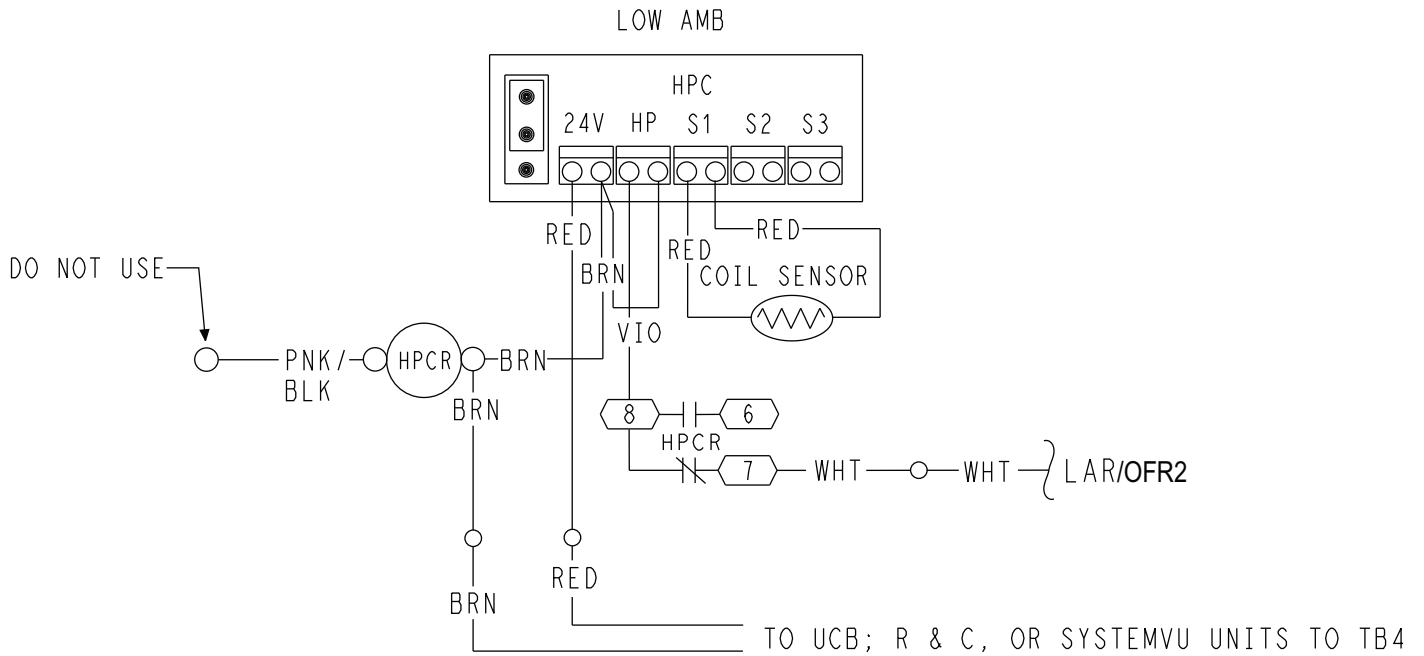 LOW AMB
HPC
24V HP S1 S2 S3
RED
RED
RED
BRN
COIL SENSOR
DO NOT USE
VIO
PNK/
BLK
HPCR
BRN
BRN
8
6
HPCR
7
WHT
WHT
LAR/OFR2
RED
BRN
TO UCB; R & C, OR SYSTEMVU UNITS TO TB4